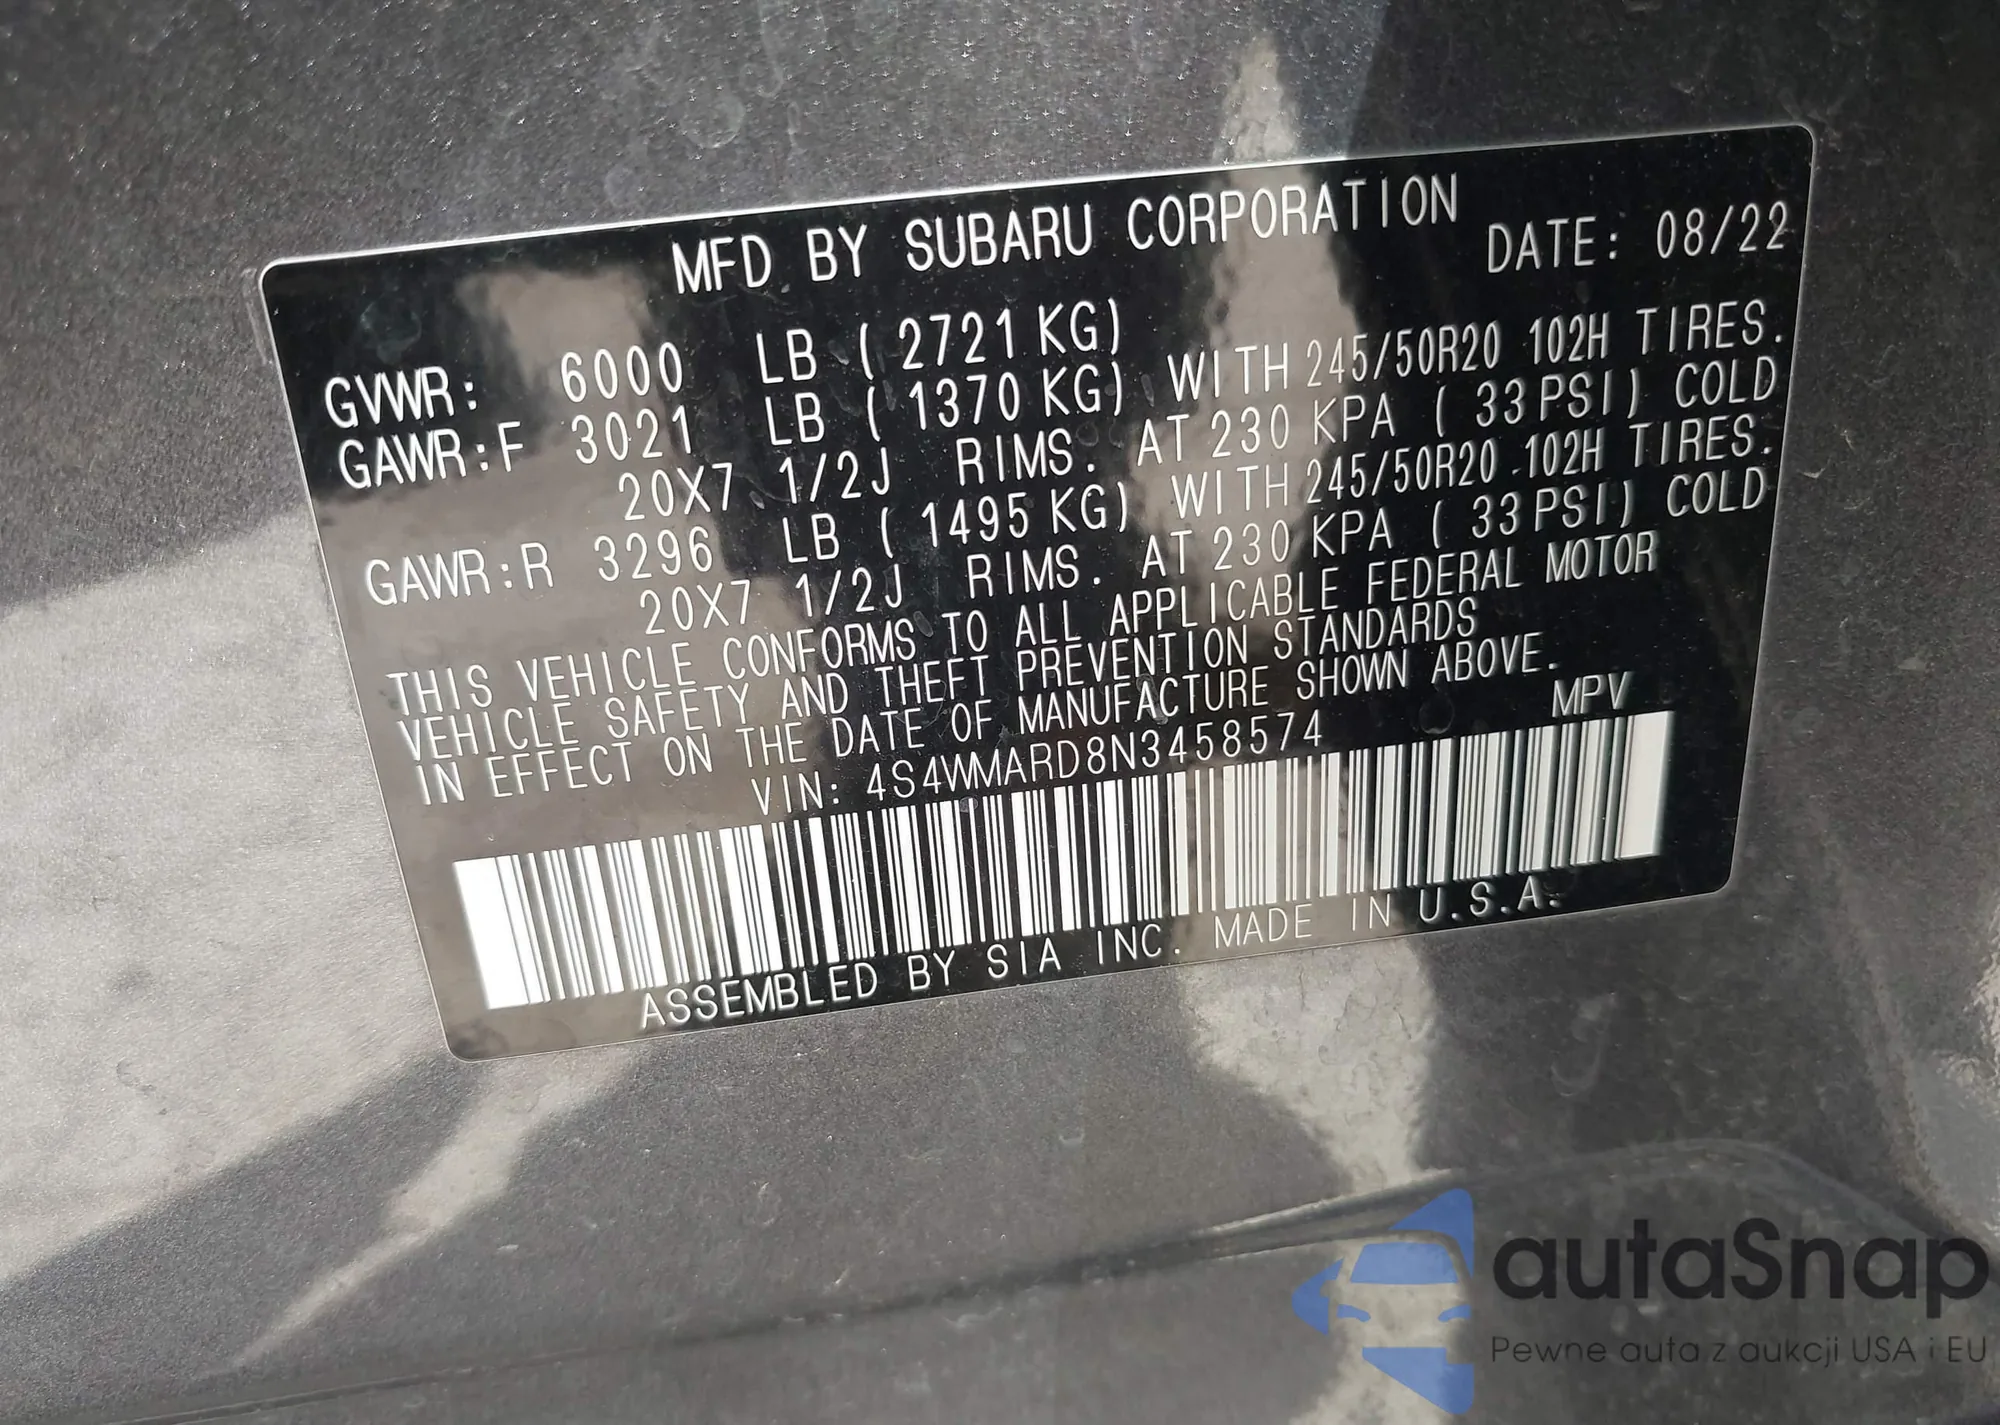 MFD BY SUBARU CORPORATION DATE: 08/22
GVWR: 6000 LB ( 2721 KG)
GAWR:F 3021 LB ( 1370 KG) WITH 245/50R20 102H TIRES.
20X7 1/2J RIMS. AT 230 KPA ( 33 PSI) COLD
GAWR:R 3296 LB ( 1495 KG) WITH 245/50R20 102H TIRES.
20X7 1/2J RIMS. AT 230 KPA ( 33 PSI) COLD
THIS VEHICLE CONFORMS TO ALL APPLICABLE FEDERAL MOTOR
VEHICLE SAFETY AND THEFT PREVENTION STANDARDS
IN EFFECT ON THE DATE OF MANUFACTURE SHOWN ABOVE.
VIN: 4S4WMARD8N3458574 MPV
ASSEMBLED BY SIA INC. MADE IN U.S.A.
autaSnap
Pewne auta z aukcji USA i EU